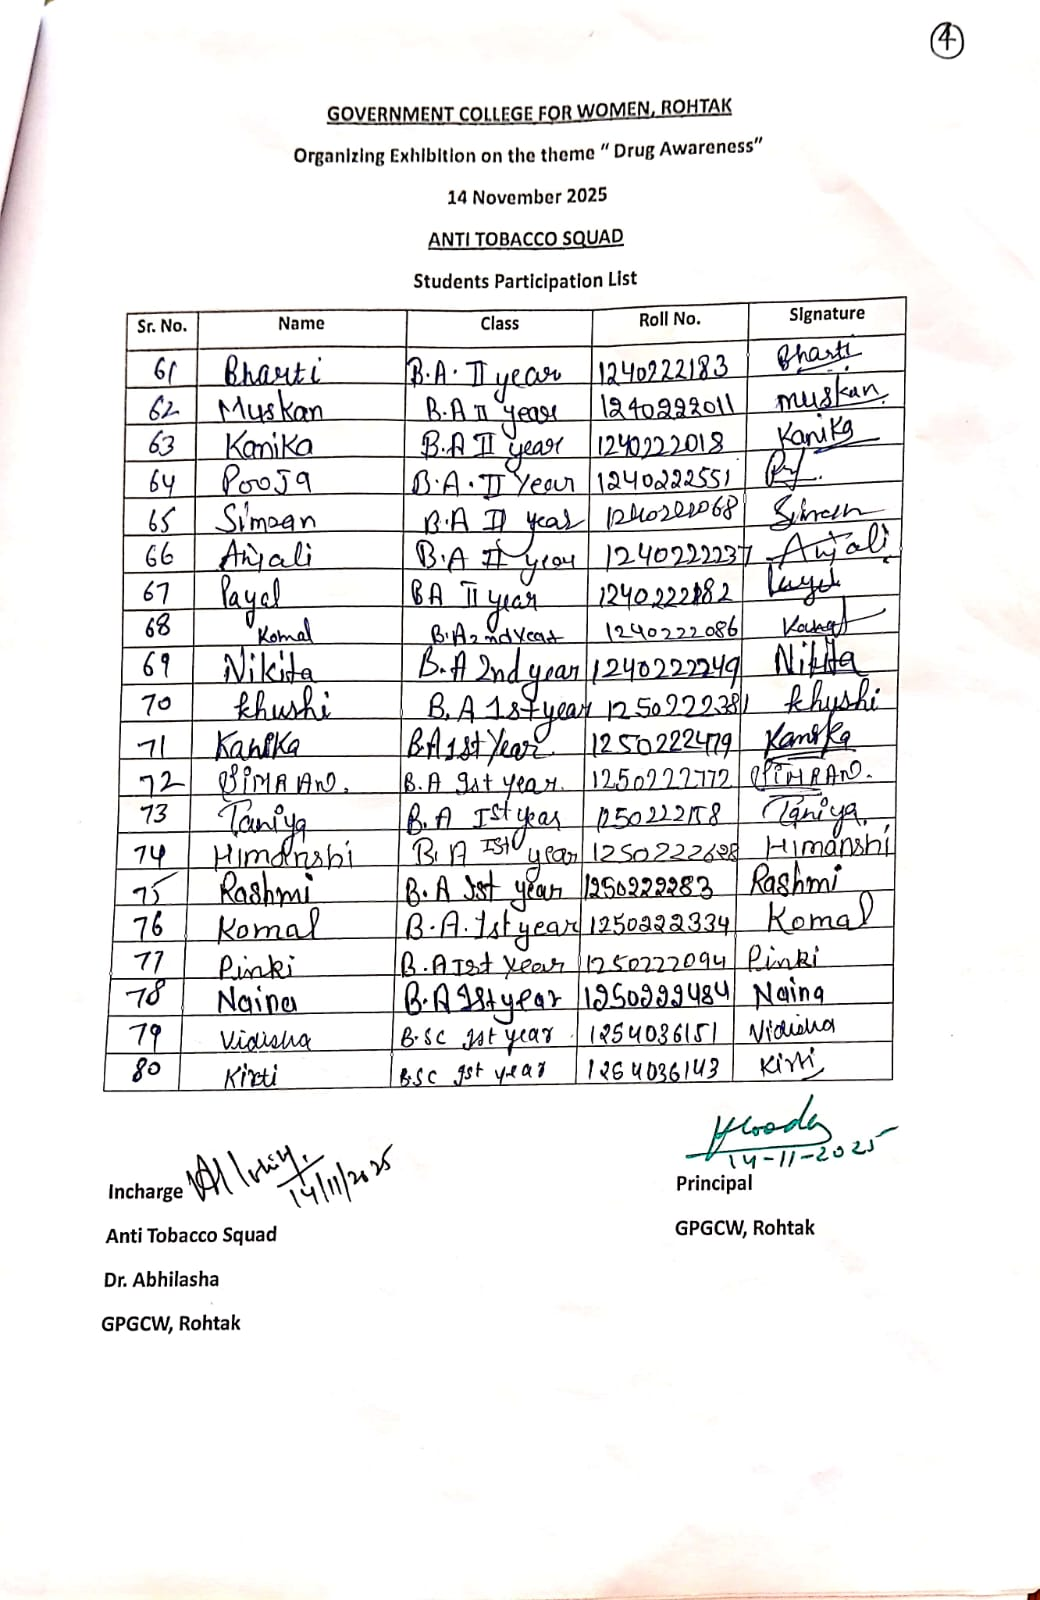 4
GOVERNMENT COLLEGE FOR WOMEN, ROHTAK
Organizing Exhibition on the theme " Drug Awareness"
14 November 2025
ANTI TOBACCO SQUAD
Students Participation List
Sr. No. Name Class Roll No. Signature
61 Bharti B.A. II year 1240222183 Bharti
62 Muskan B.A II year 1240222011 muskan.
63 Kanika B.A II year 1240222018 Kanika
64 Pooja B.A. II Year 1240222551
65 Simran B.A II year Simran
66 Anjali B.A II year 1240222237 Anjali
67 Payal BA II year Payal
68 Komal B.A 2nd Year 1240222086
69 Nikita B.A 2nd year 1240222249 Nikita
70 khushi B.A 1st year 1250222381 khushi
71 Kanika B.A 1st Year. 1250222479 Kanika
72 SIMRAN. B.A 1st year. 1250222772 SIMRAN.
73 Taniya B.A Ist year Taniya.
74 Himanshi B.A Ist year Himanshi
75 Rashmi B.A 1st year 1250222283 Rashmi
76 Komal B.A. 1st year 1250222334 Komal
77 Pinki B.A Ist Year 1250222094 Pinki
78 Naina B.A 1st year 1250222484 Naina
79 Vidisha B.SC 1st year 1254036151 Vidisha
80 Kirti B.SC 1st year 1254036143 Kirti
14-11-2025
Incharge 14/11/2025 Principal
Anti Tobacco Squad GPGCW, Rohtak
Dr. Abhilasha
GPGCW, Rohtak